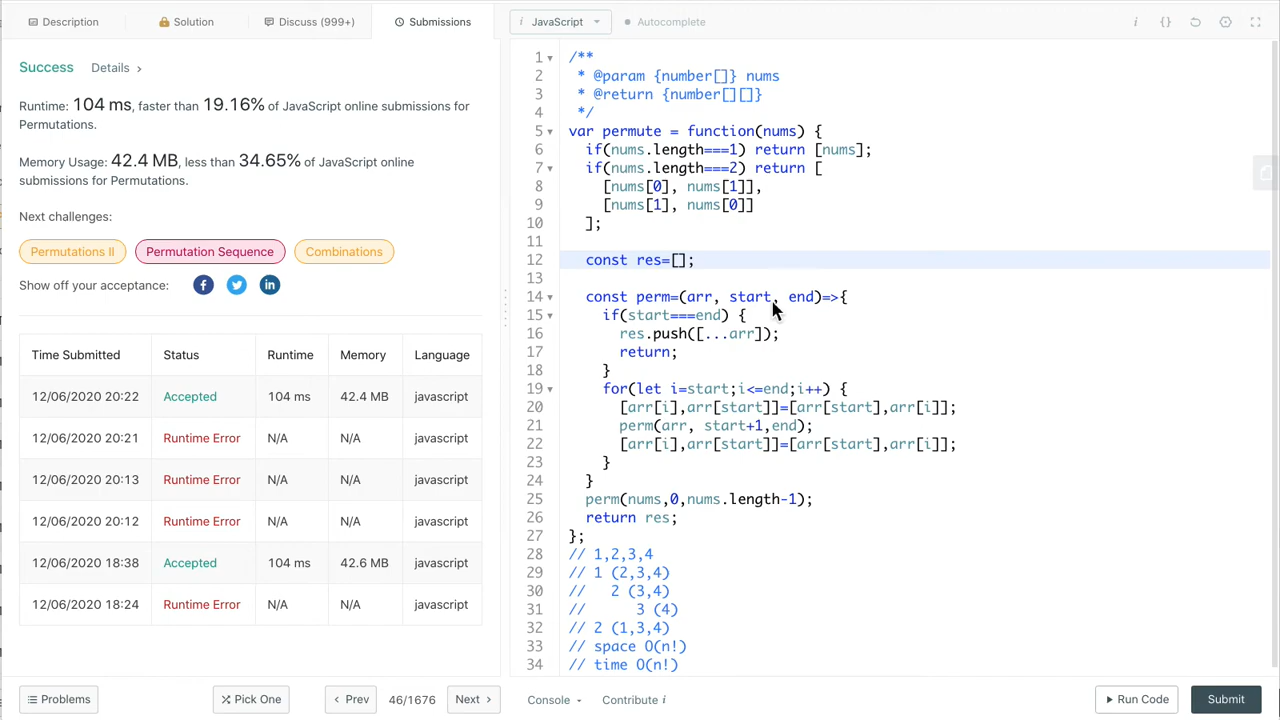 Description
Solution
Discuss (999+)
Submissions
Success
Details
Runtime: 104 ms, faster than 19.16% of JavaScript online submissions for
Permutations.
Memory Usage: 42.4 MB, less than 34.65% of JavaScript online
submissions for Permutations.
Next challenges:
Permutations II
Permutation Sequence
Combinations
Show off your acceptance:
Time Submitted Status Runtime Memory Language
12/06/2020 20:22 Accepted 104 ms 42.4 MB javascript
12/06/2020 20:21 Runtime Error N/A N/A javascript
12/06/2020 20:13 Runtime Error N/A N/A javascript
12/06/2020 20:12 Runtime Error N/A N/A javascript
12/06/2020 18:38 Accepted 104 ms 42.6 MB javascript
12/06/2020 18:24 Runtime Error N/A N/A javascript
Problems
Pick One
Prev
46/1676
Next
i JavaScript
Autocomplete
i {}
1 /**
2  * @param {number[]} nums
3  * @return {number[][]}
4  */
5 var permute = function(nums) {
6   if(nums.length===1) return [nums];
7   if(nums.length===2) return [
8     [nums[0], nums[1]],
9     [nums[1], nums[0]]
10   ];
11
12   const res=[];
13
14   const perm=(arr, start, end)=>{
15     if(start===end) {
16       res.push([...arr]);
17       return;
18     }
19     for(let i=start;i<=end;i++) {
20       [arr[i],arr[start]]=[arr[start],arr[i]];
21       perm(arr, start+1,end);
22       [arr[i],arr[start]]=[arr[start],arr[i]];
23     }
24   }
25   perm(nums,0,nums.length-1);
26   return res;
27 };
28 // 1,2,3,4
29 // 1 (2,3,4)
30 //   2 (3,4)
31 //      3 (4)
32 // 2 (1,3,4)
33 // space O(n!)
34 // time O(n!)
Console
Contribute i
Run Code
Submit